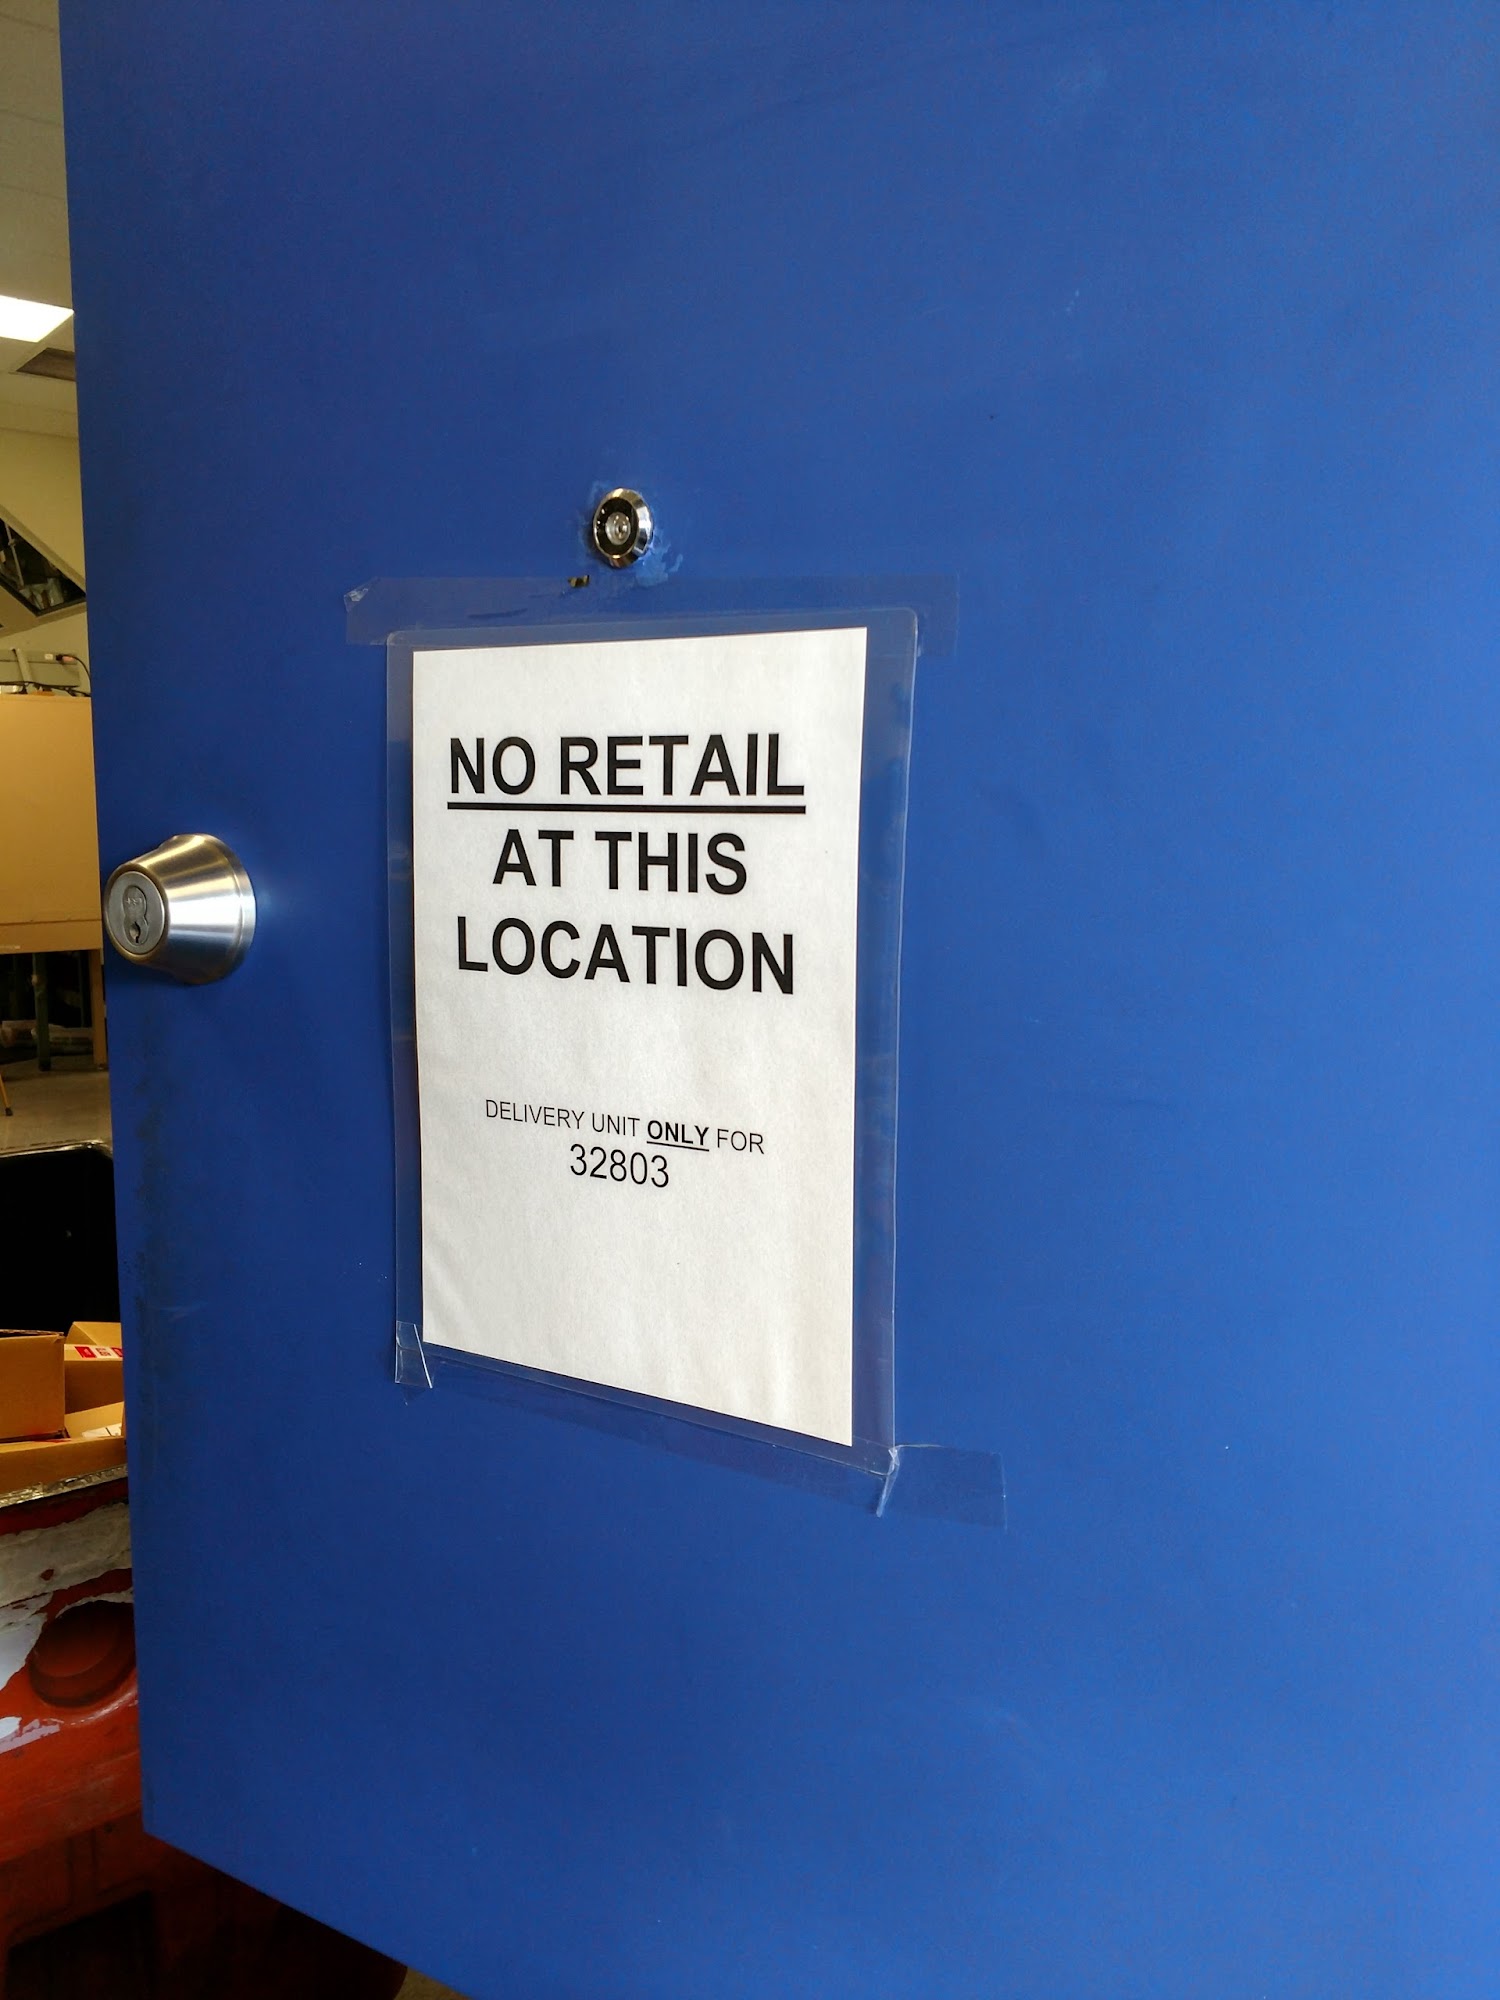 NO RETAIL
AT THIS
LOCATION
DELIVERY UNIT ONLY FOR
32803